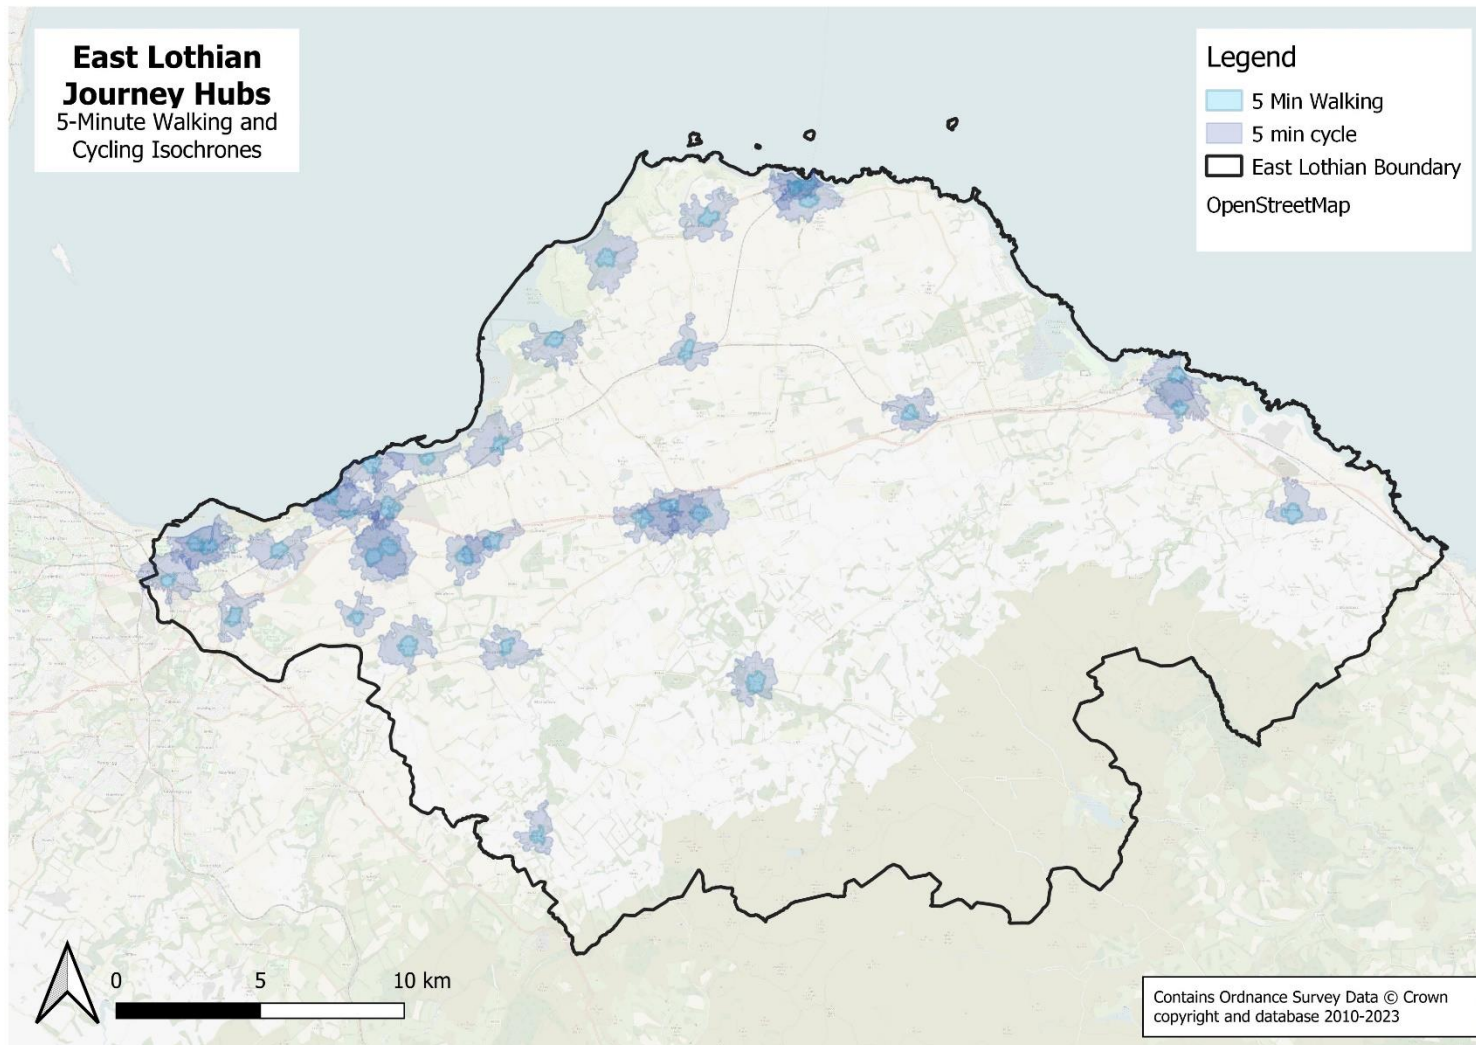 East Lothian
Journey Hubs
5-Minute Walking and
Cycling Isochrones
Legend
5 Min Walking
5 min cycle
East Lothian Boundary
OpenStreetMap
0 5 10 km
Contains Ordnance Survey Data © Crown
copyright and database 2010-2023